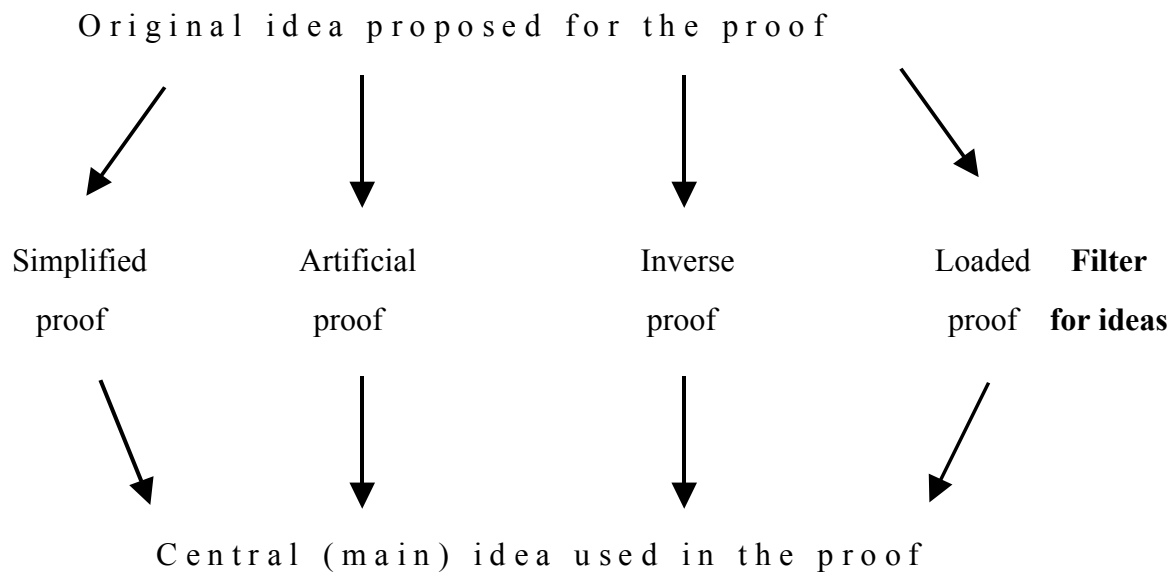 Original idea proposed for the proof
Simplified Artificial Inverse Loaded Filter
proof proof proof proof for ideas
Central (main) idea used in the proof